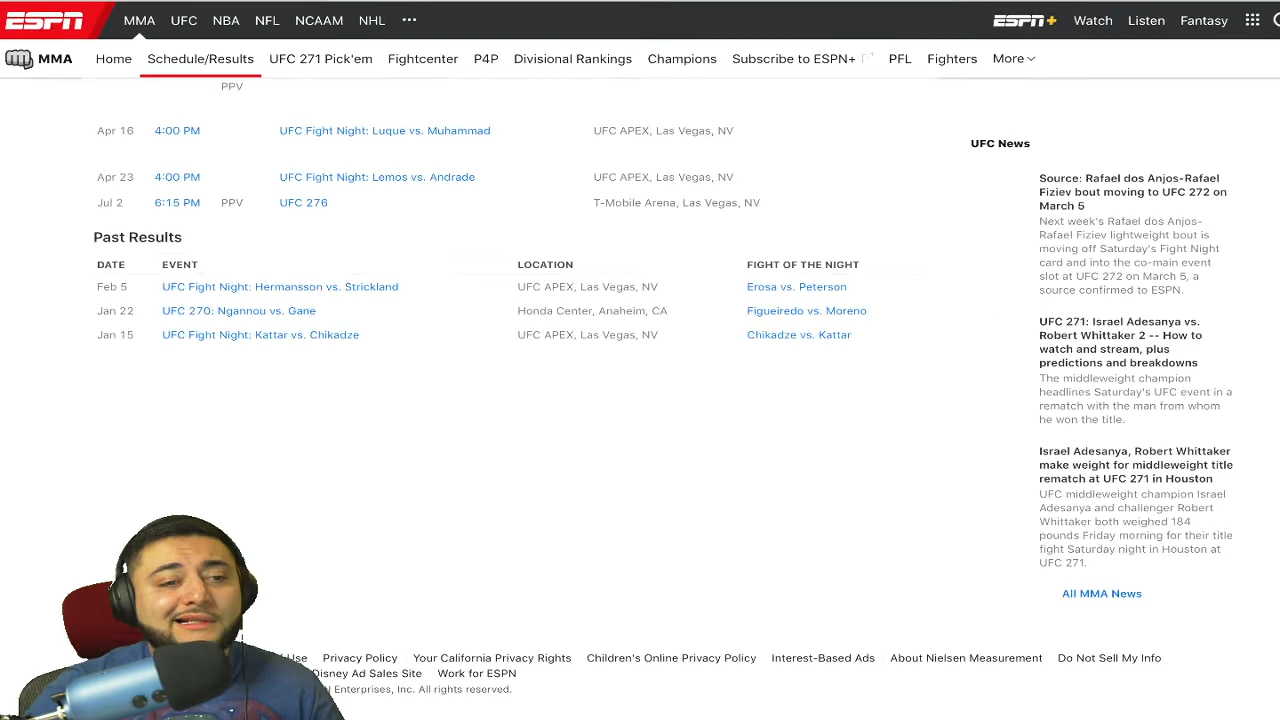 ESPN MMA UFC NBA NFL NCAAM NHL ••• ESPN+ Watch Listen Fantasy
MMA Home Schedule/Results UFC 271 Pick'em Fightcenter P4P Divisional Rankings Champions Subscribe to ESPN+ PFL Fighters More
PPV
Apr 16 4:00 PM UFC Fight Night: Luque vs. Muhammad UFC APEX, Las Vegas, NV
Apr 23 4:00 PM UFC Fight Night: Lemos vs. Andrade UFC APEX, Las Vegas, NV
Jul 2 6:15 PM PPV UFC 276 T-Mobile Arena, Las Vegas, NV
Past Results
DATE EVENT LOCATION FIGHT OF THE NIGHT
Feb 5 UFC Fight Night: Hermansson vs. Strickland UFC APEX, Las Vegas, NV Erosa vs. Peterson
Jan 22 UFC 270: Ngannou vs. Gane Honda Center, Anaheim, CA Figueiredo vs. Moreno
Jan 15 UFC Fight Night: Kattar vs. Chikadze UFC APEX, Las Vegas, NV Chikadze vs. Kattar
UFC News
Source: Rafael dos Anjos-Rafael
Fiziev bout moving to UFC 272 on
March 5
Next week's Rafael dos Anjos-
Rafael Fiziev lightweight bout is
moving off Saturday's Fight Night
card and into the co-main event
slot at UFC 272 on March 5, a
source confirmed to ESPN.
UFC 271: Israel Adesanya vs.
Robert Whittaker 2 -- How to
watch and stream, plus
predictions and breakdowns
The middleweight champion
headlines Saturday's UFC event in a
rematch with the man from whom
he won the title.
Israel Adesanya, Robert Whittaker
make weight for middleweight title
rematch at UFC 271 in Houston
UFC middleweight champion Israel
Adesanya and challenger Robert
Whittaker both weighed 184
pounds Friday morning for their title
fight Saturday night in Houston at
UFC 271.
All MMA News
Use Privacy Policy Your California Privacy Rights Children's Online Privacy Policy Interest-Based Ads About Nielsen Measurement Do Not Sell My Info
Disney Ad Sales Site Work for ESPN
Enterprises, Inc. All rights reserved.